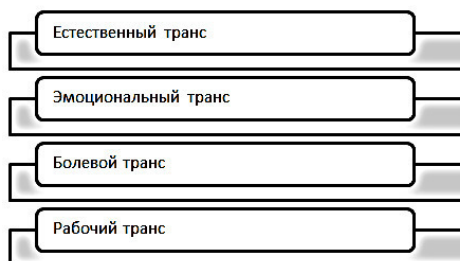 Естественный транс
Эмоциональный транс
Болевой транс
Рабочий транс